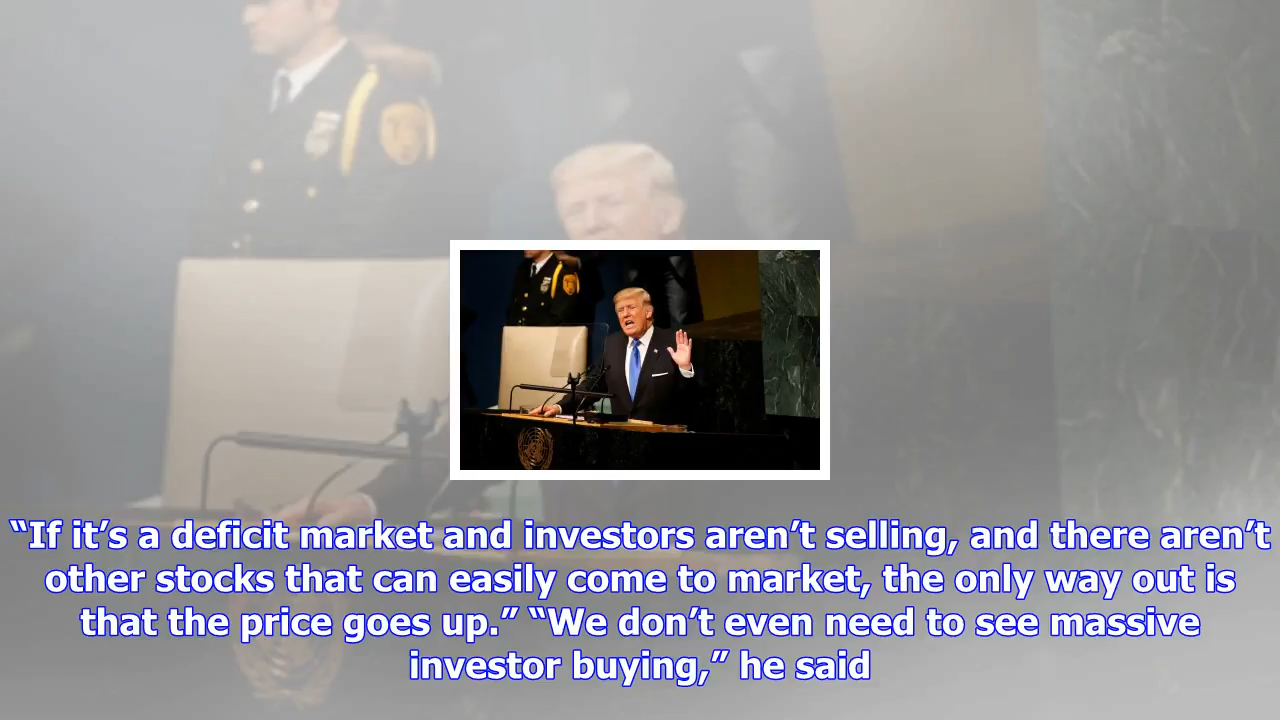 “If it’s a deficit market and investors aren’t selling, and there aren’t
other stocks that can easily come to market, the only way out is
that the price goes up.” “We don’t even need to see massive
investor buying,” he said